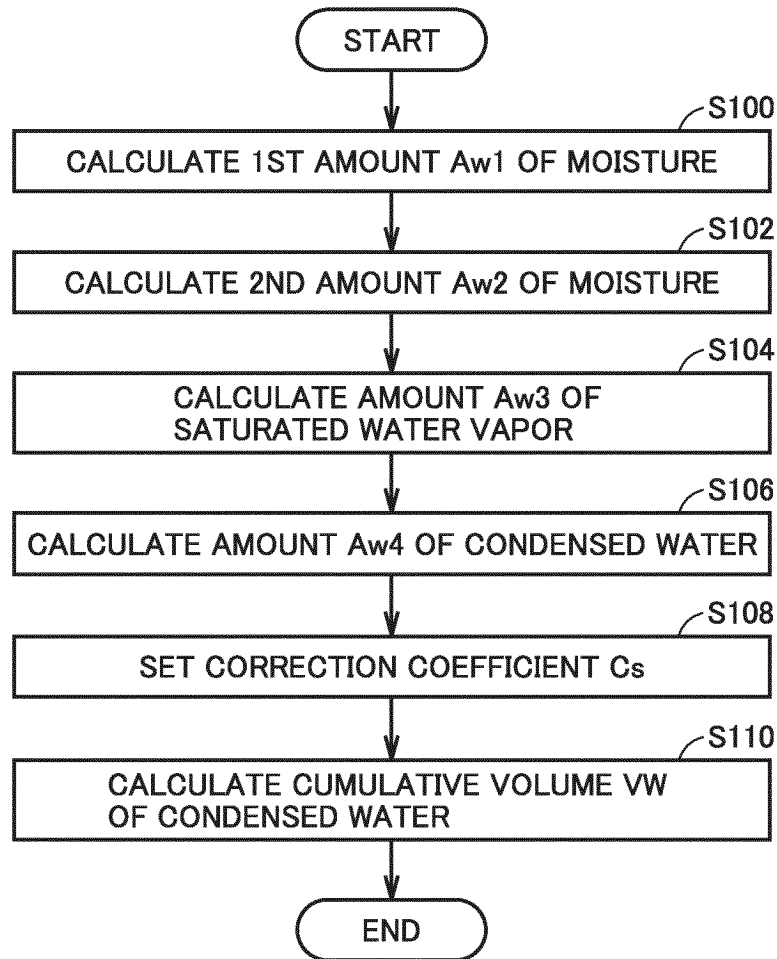 START
S100
CALCULATE 1ST AMOUNT Aw1 OF MOISTURE
S102
CALCULATE 2ND AMOUNT Aw2 OF MOISTURE
S104
CALCULATE AMOUNT Aw3 OF
SATURATED WATER VAPOR
S106
CALCULATE AMOUNT Aw4 OF CONDENSED WATER
S108
SET CORRECTION COEFFICIENT Cs
S110
CALCULATE CUMULATIVE VOLUME VW
OF CONDENSED WATER
END